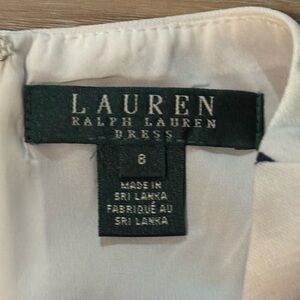 LAUREN
RALPH LAUREN
DRESS
8
MADE IN
SRI LANKA
FABRIQUÉ AU
SRI LANKA